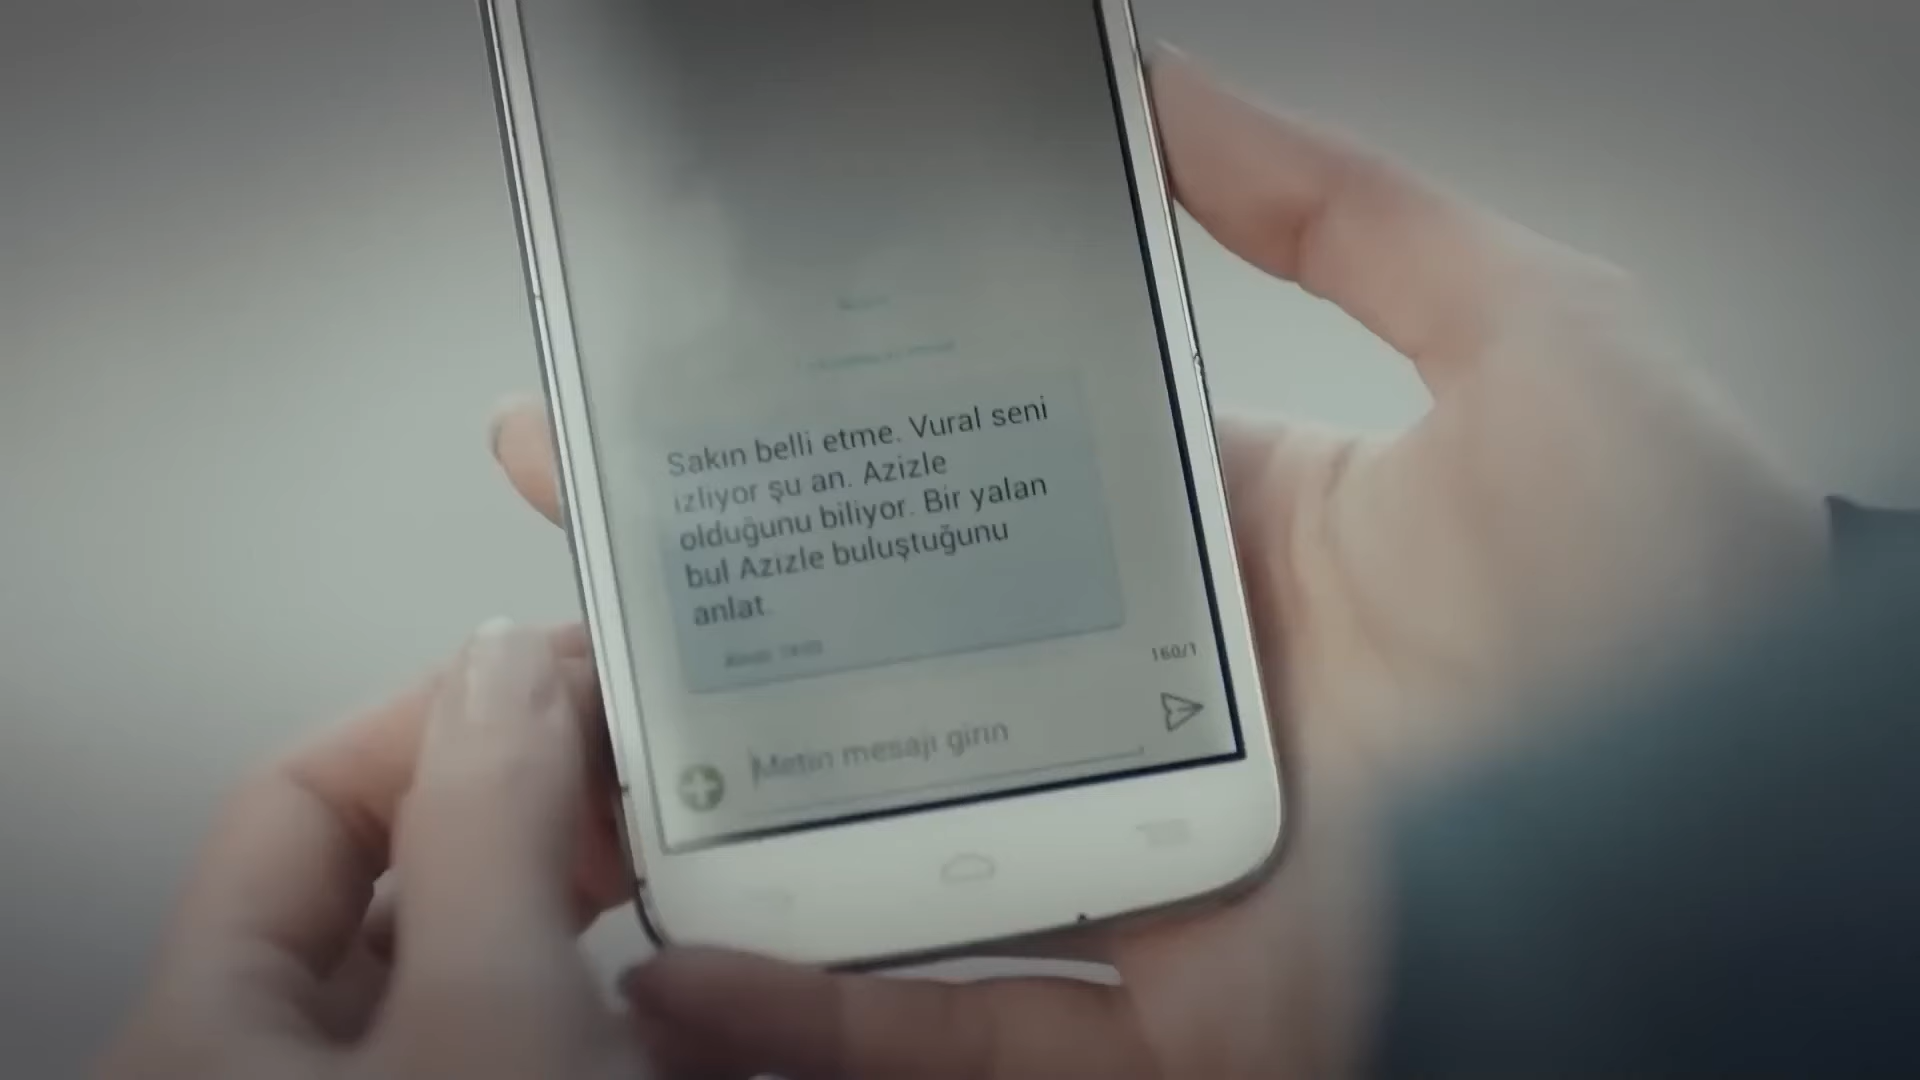 Sakın belli etme. Vural seni
izliyor şu an. Azizle
olduğunu biliyor. Bir yalan
bul Azizle buluştuğunu
anlat.
160/1
Metin mesajı girin